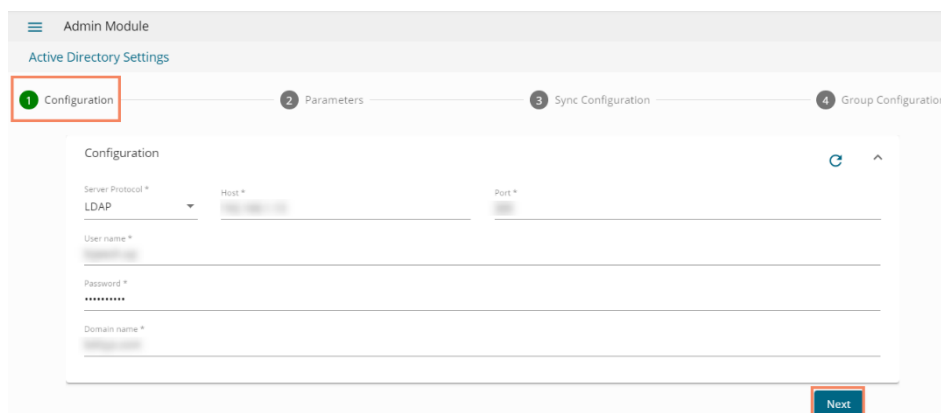 Admin Module
Active Directory Settings
1 Configuration 2 Parameters 3 Sync Configuration 4 Group Configuration
Configuration
Server Protocol * Host * Port *
LDAP
User name *
Password *
••••••••••
Domain name *
Next